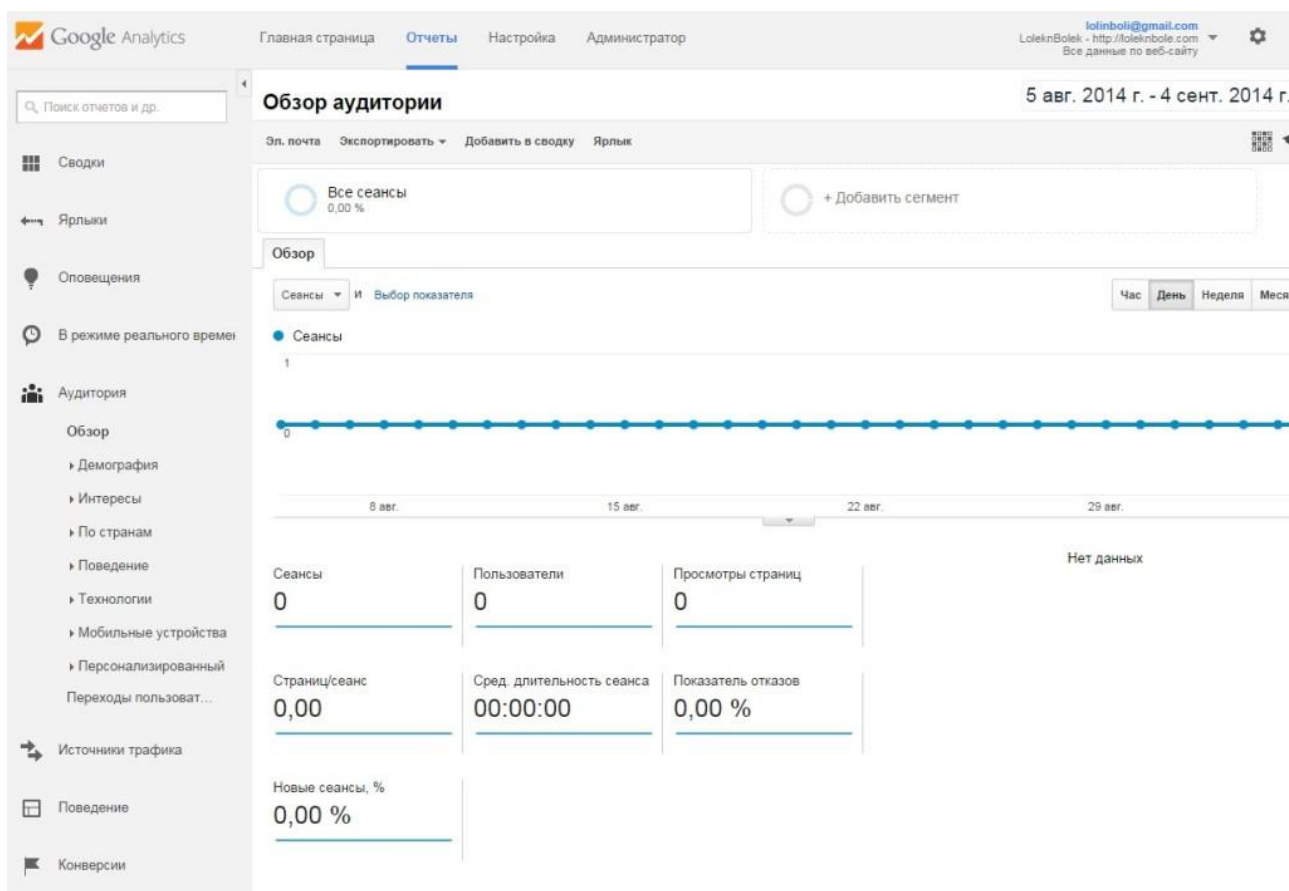 Google Analytics
Главная страница Отчеты Настройка Администратор
lolinboli@gmail.com
LoleknBolek - http://loleknbole.com
Все данные по веб-сайту
Поиск отчетов и др.
Сводки
Ярлыки
Оповещения
В режиме реального времен
Аудитория
Обзор
Демография
Интересы
По странам
Поведение
Технологии
Мобильные устройства
Персонализированный
Переходы пользоват...
Источники трафика
Поведение
Конверсии
Обзор аудитории
5 авг. 2014 г. - 4 сент. 2014 г.
Эл. почта Экспортировать Добавить в сводку Ярлык
Все сеансы
0,00 %
+ Добавить сегмент
Обзор
Сеансы и Выбор показателя
Час День Неделя Меся
Сеансы
1
0
8 авг. 15 авг. 22 авг. 29 авг.
Нет данных
Сеансы
0
Пользователи
0
Просмотры страниц
0
Страниц/сеанс
0,00
Сред. длительность сеанса
00:00:00
Показатель отказов
0,00 %
Новые сеансы, %
0,00 %